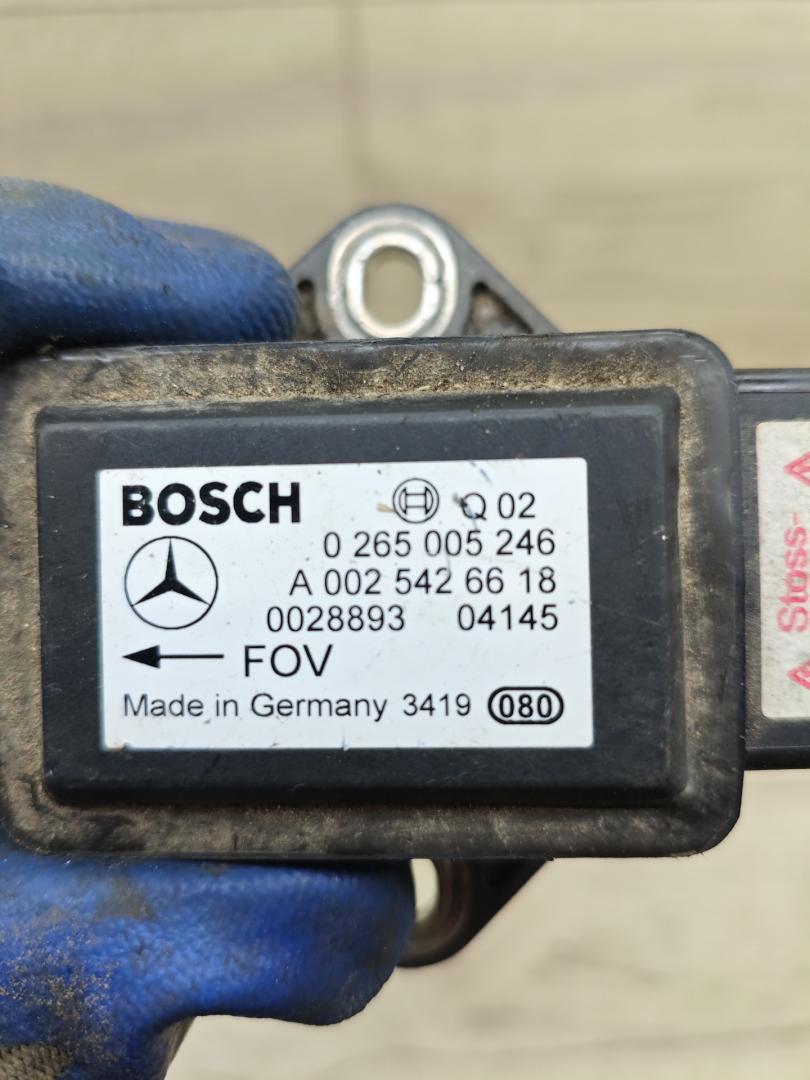 BOSCH Q 02
0 265 005 246
A 002 542 66 18
0028893 04145
FOV
Made in Germany 3419 080
Stoss-